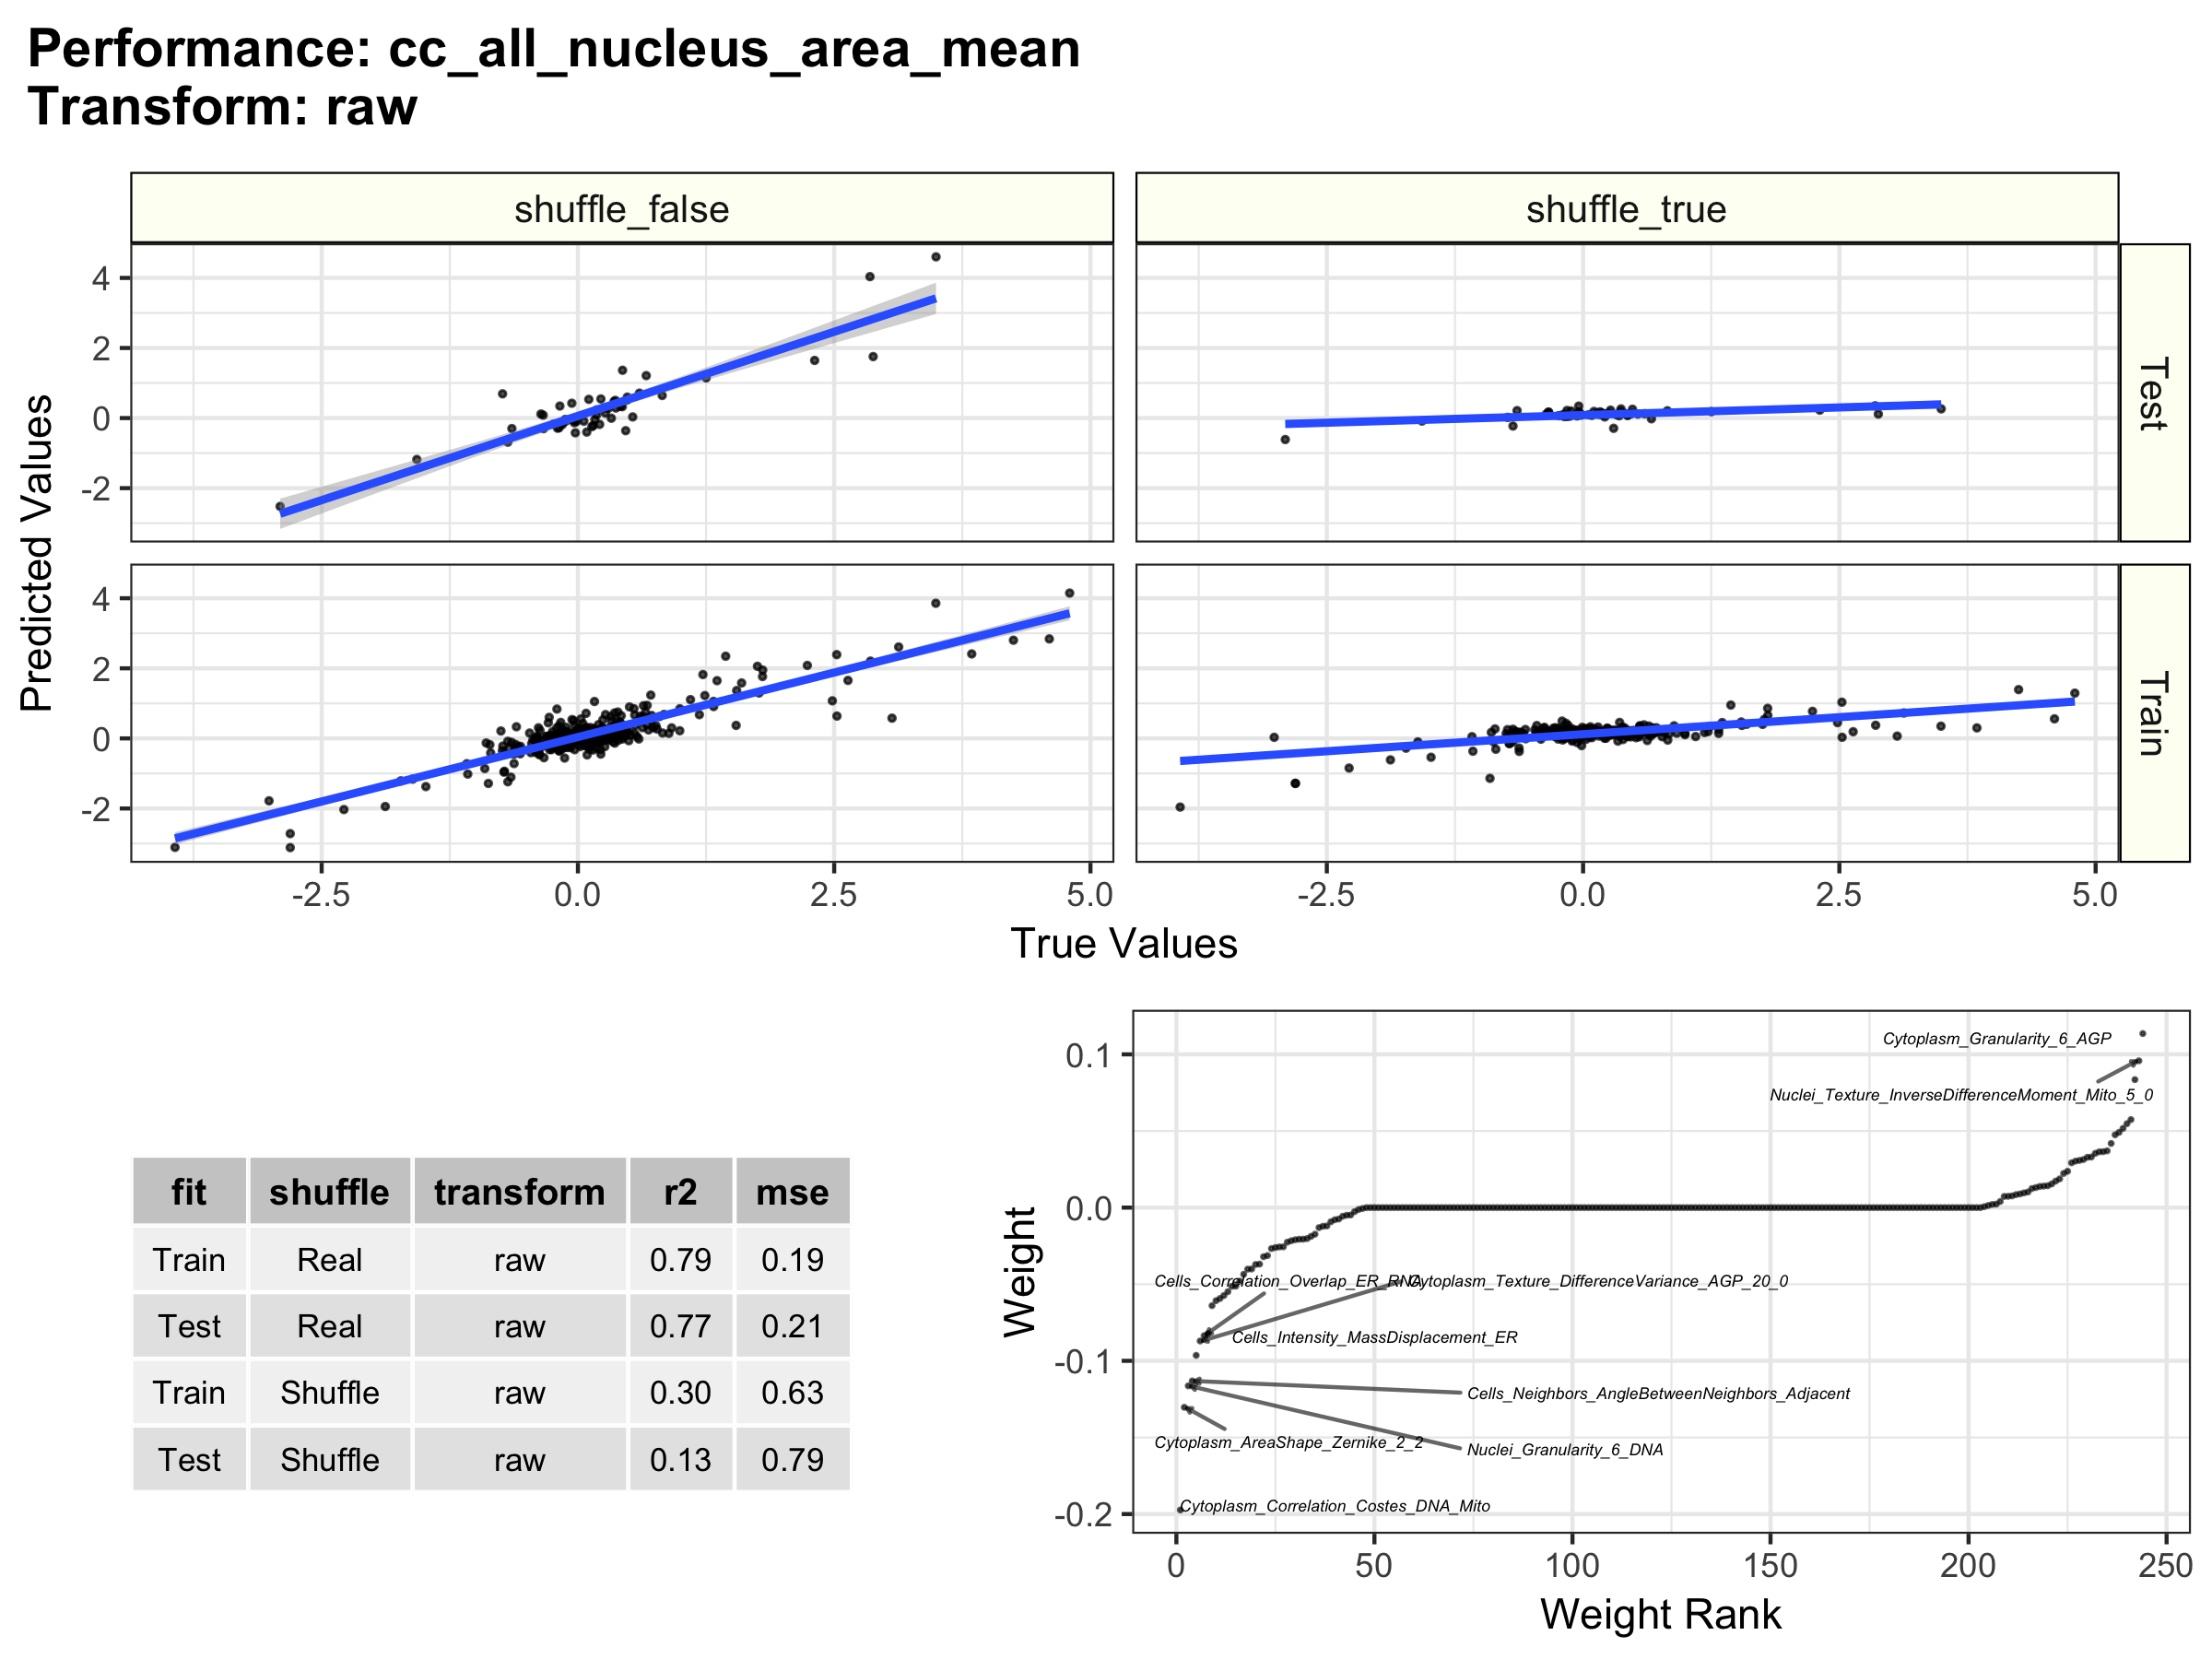 Performance: cc_all_nucleus_area_mean
Transform: raw
shuffle_false
shuffle_true
4
2
0
-2
Test
4
2
0
-2
Train
Predicted Values
-2.5
0.0
2.5
5.0
-2.5
0.0
2.5
5.0
True Values
fit shuffle transform r2 mse
Train Real raw 0.79 0.19
Test Real raw 0.77 0.21
Train Shuffle raw 0.30 0.63
Test Shuffle raw 0.13 0.79
Weight
0.1
0.0
-0.1
-0.2
Cytoplasm_Granularity_6_AGP
Nuclei_Texture_InverseDifferenceMoment_Mito_5_0
Cells_Correlation_Overlap_ER_RNA
Cytoplasm_Texture_DifferenceVariance_AGP_20_0
Cells_Intensity_MassDisplacement_ER
Cells_Neighbors_AngleBetweenNeighbors_Adjacent
Cytoplasm_AreaShape_Zernike_2_2
Nuclei_Granularity_6_DNA
Cytoplasm_Correlation_Costes_DNA_Mito
0
50
100
150
200
250
Weight Rank